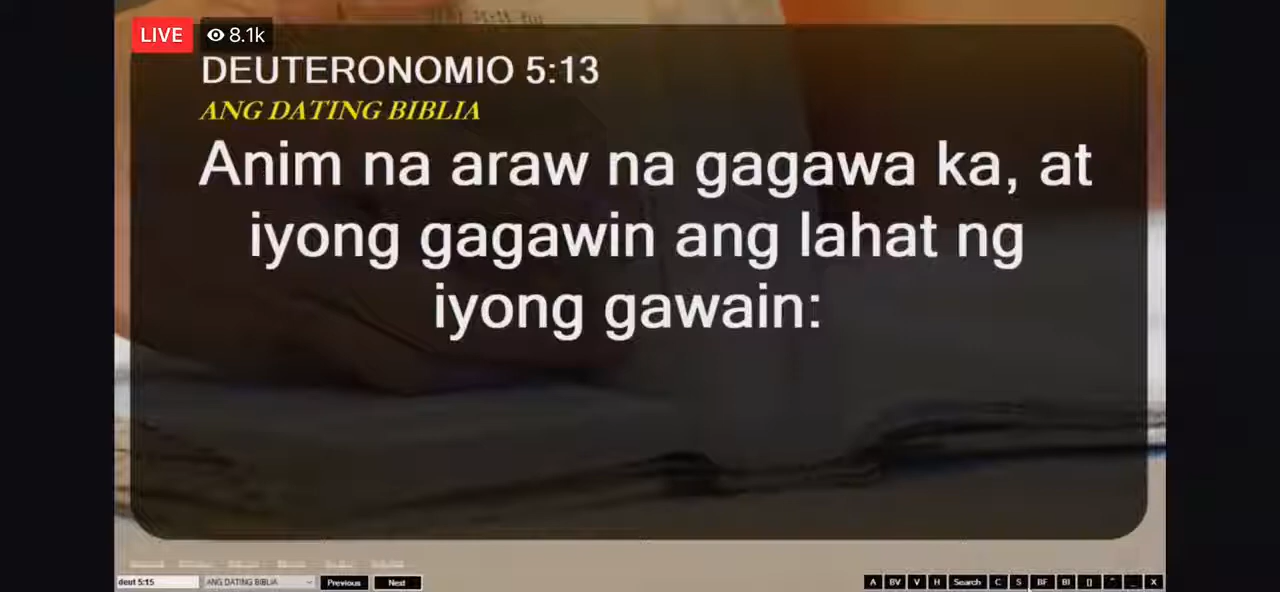 LIVE 8.1k
DEUTERONOMIO 5:13
ANG DATING BIBLIA
Anim na araw na gagawa ka, at
iyong gagawin ang lahat ng
iyong gawain:
deut 5:15 ANG DATING BIBLIA Previous Next A BV V H Search C S BF BI [] ^ _ X